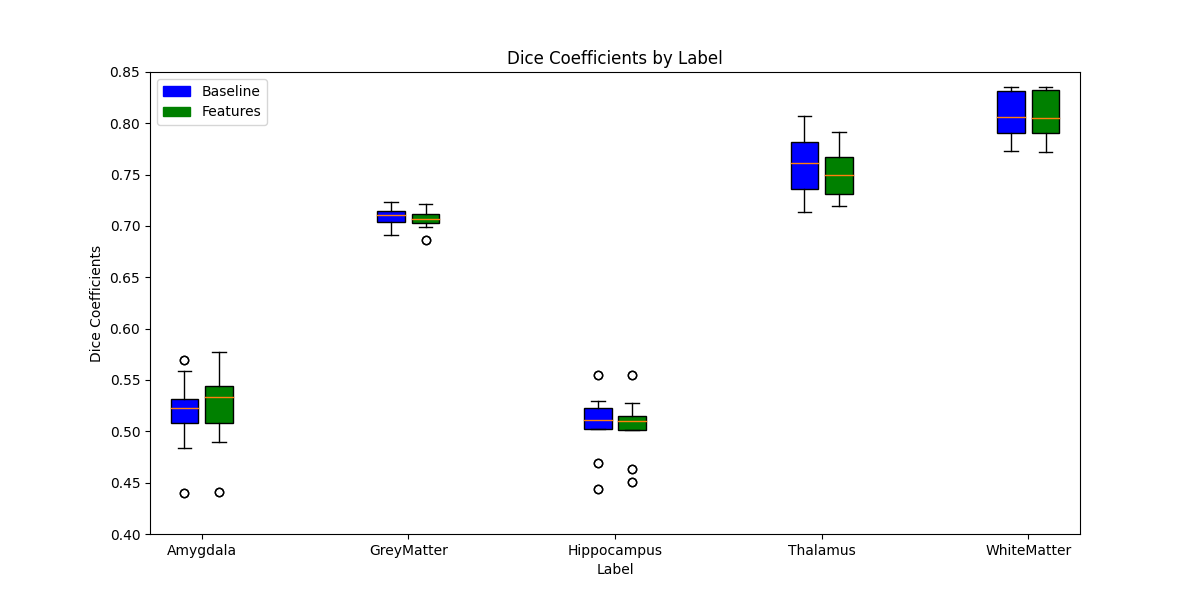 Dice Coefficients by Label
Baseline
Features
0.85
0.80
0.75
0.70
0.65
0.60
0.55
0.50
0.45
0.40
Dice Coefficients
Amygdala
GreyMatter
Hippocampus
Thalamus
WhiteMatter
Label